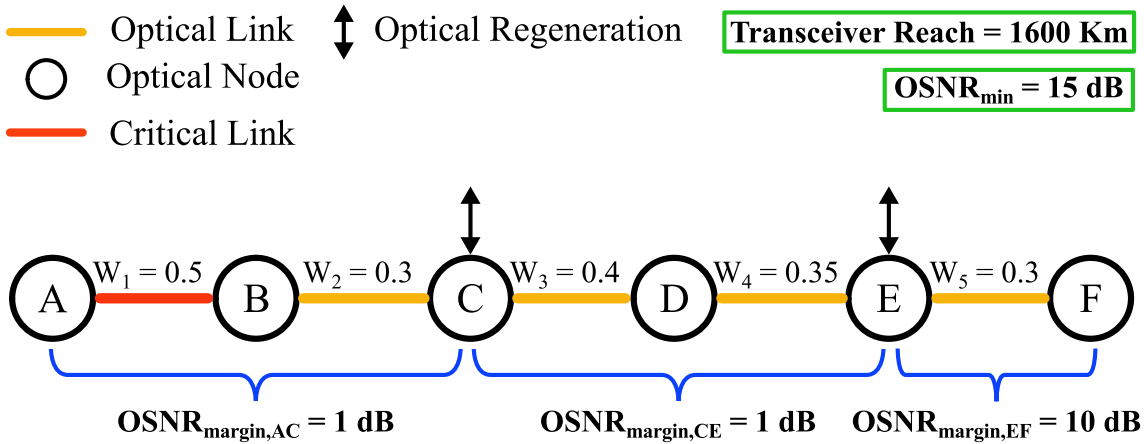 Optical Link
Optical Regeneration
Transceiver Reach = 1600 Km
Optical Node
OSNRmin = 15 dB
Critical Link
W1 = 0.5
W2 = 0.3
W3 = 0.4
W4 = 0.35
W5 = 0.3
A
B
C
D
E
F
OSNRmargin,AC = 1 dB
OSNRmargin,CE = 1 dB
OSNRmargin,EF = 10 dB